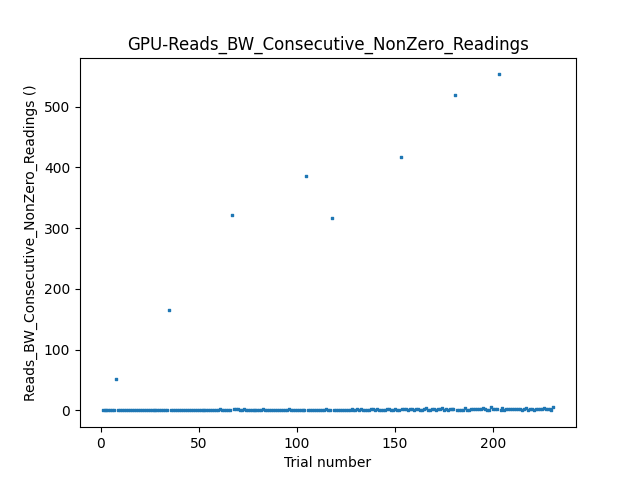 GPU-Reads_BW_Consecutive_NonZero_Readings
Reads_BW_Consecutive_NonZero_Readings ()
500
400
300
200
100
0
0 50 100 150 200
Trial number